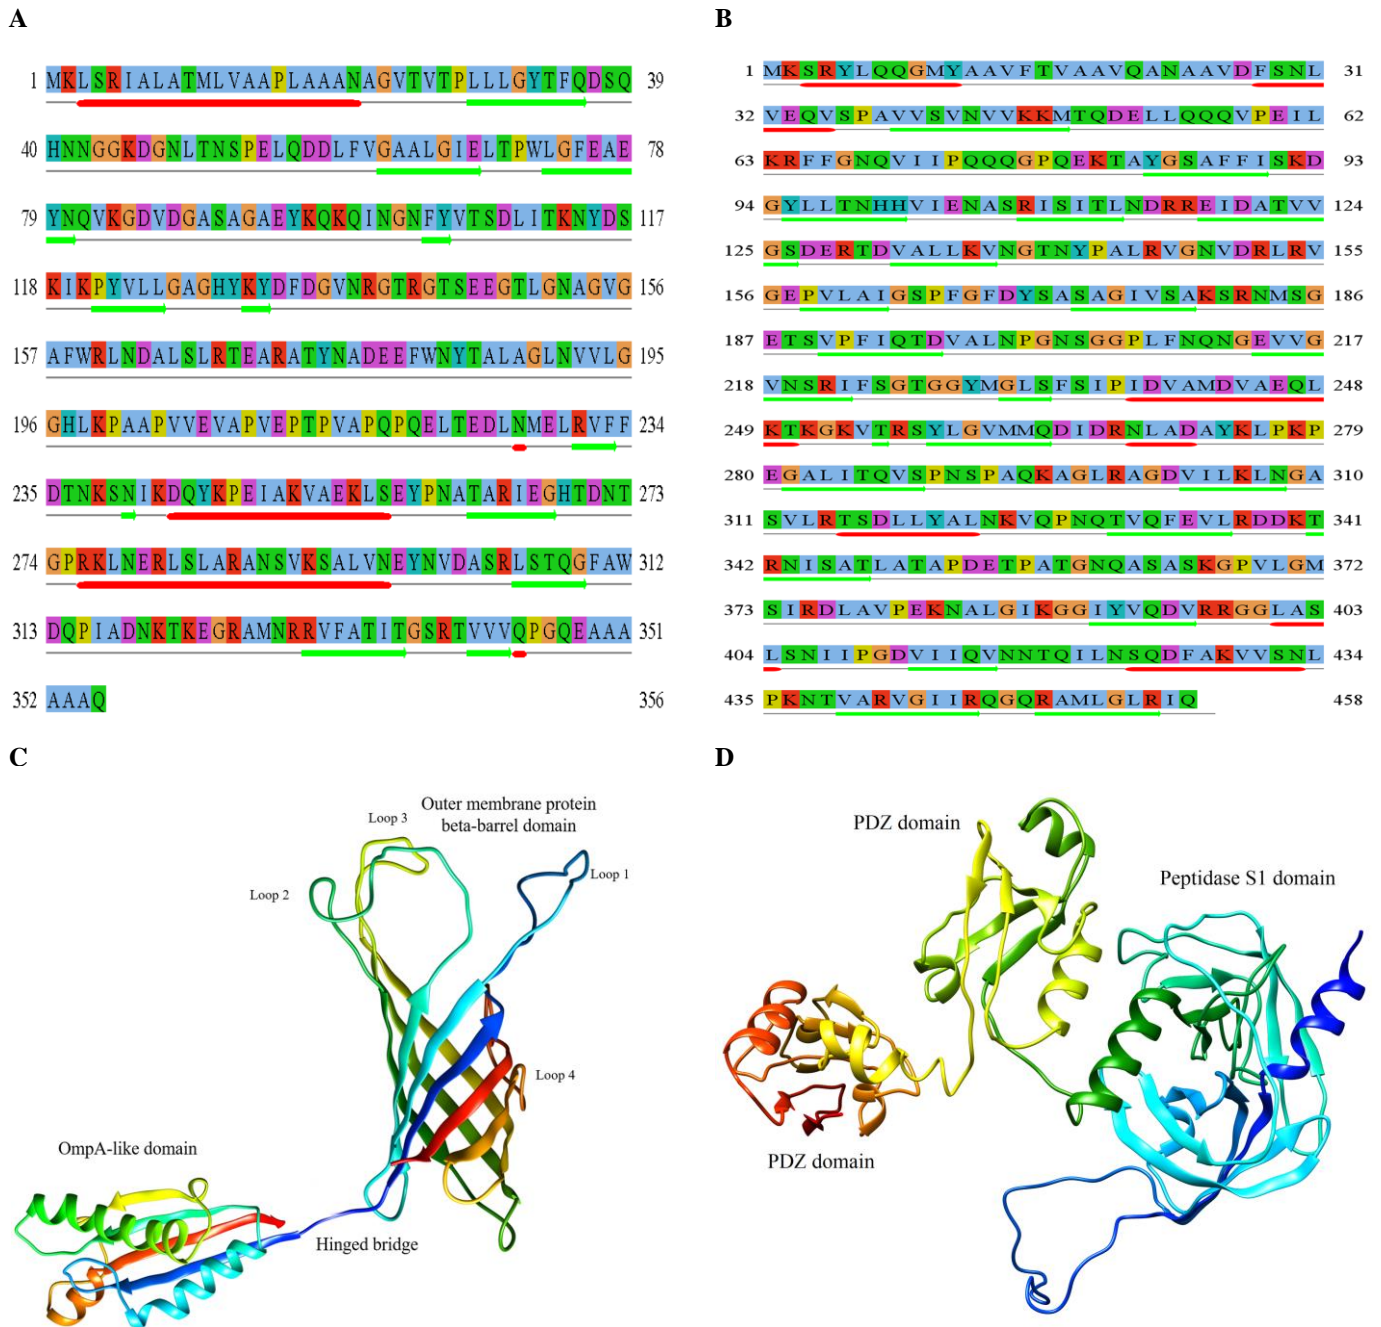 A
1 MKLSRIALATMLVAAPLAAANAGVTVTPLLLGYTFQDSQ 39
40 HNNGGKDGNLTNSPELQDDLFVGAALGIELTPWLGFEAE 78
79 YNQVKGDVDGASAGAEYKQKQINGNFYVTSDLITKNYDS 117
118 KIKPYVLLGAGHYKYDFDGVNRGTRGTSEEGTLGNAGVG 156
157 AFWRLNDALSLRTEARATYNADEEFWNYTALAGLNVVLG 195
196 GHLKPAAPVVEVAPVEPTPVAPQPQELTEDLNMELRVFF 234
235 DTNKSNIKDQYKPEIAKVAEKLSEYPNATARIEGHTDNT 273
274 GPRKLNERLSLARANSVKSALVNEYNVDASRLSTQGFAW 312
313 DQPIADNKTKEGRAMNRRVFATITGSRTVVVQPGQEAAA 351
352 AAAQ 356
B
1 MKSRYLQQGMYAAVFTVAAVQANAAVDFSNL 31
32 VEQVSPAVVSVNVVKKMTQDELLQQQVPEIL 62
63 KRFFGNQVIIPQQQGPQEKTAYGSAFFISKD 93
94 GYLLTNHHVIENASRISITLNDRREIDATVV 124
125 GSDERTDVALLKVNGTNYPALRVGNVDRLRV 155
156 GEPVLAIGSPFGFDYSASAGIVSAKSRNMSG 186
187 ETSVPFIQTDVALNPGNSGGPLFNQNGEVVG 217
218 VNSRIFSGTGGYMGLSFSIPIDVAMDVAEQL 248
249 KTKGKVTRSYLGVMMQDIDRNLADAYKLPKP 279
280 EGALITQVSPNSPAQKAGLRAGDVILKLNGA 310
311 SVLRTSDLLYALNKVQPNQTVQFEVLRDDKT 341
342 RNISATLATAPDETPATGNQASASKGPVLGM 372
373 SIRDLAVPEKNALGIKGGIYVQDVRRGGLAS 403
404 LSNIIPGDVIIQVNNTQILNSQDFAKVVSNL 434
435 PKNTVARVGIIRQGQRAMLGLRIQ 458
C
Outer membrane protein
beta-barrel domain
Loop 3
Loop 1
Loop 2
Loop 4
OmpA-like domain
Hinged bridge
D
PDZ domain
Peptidase S1 domain
PDZ domain